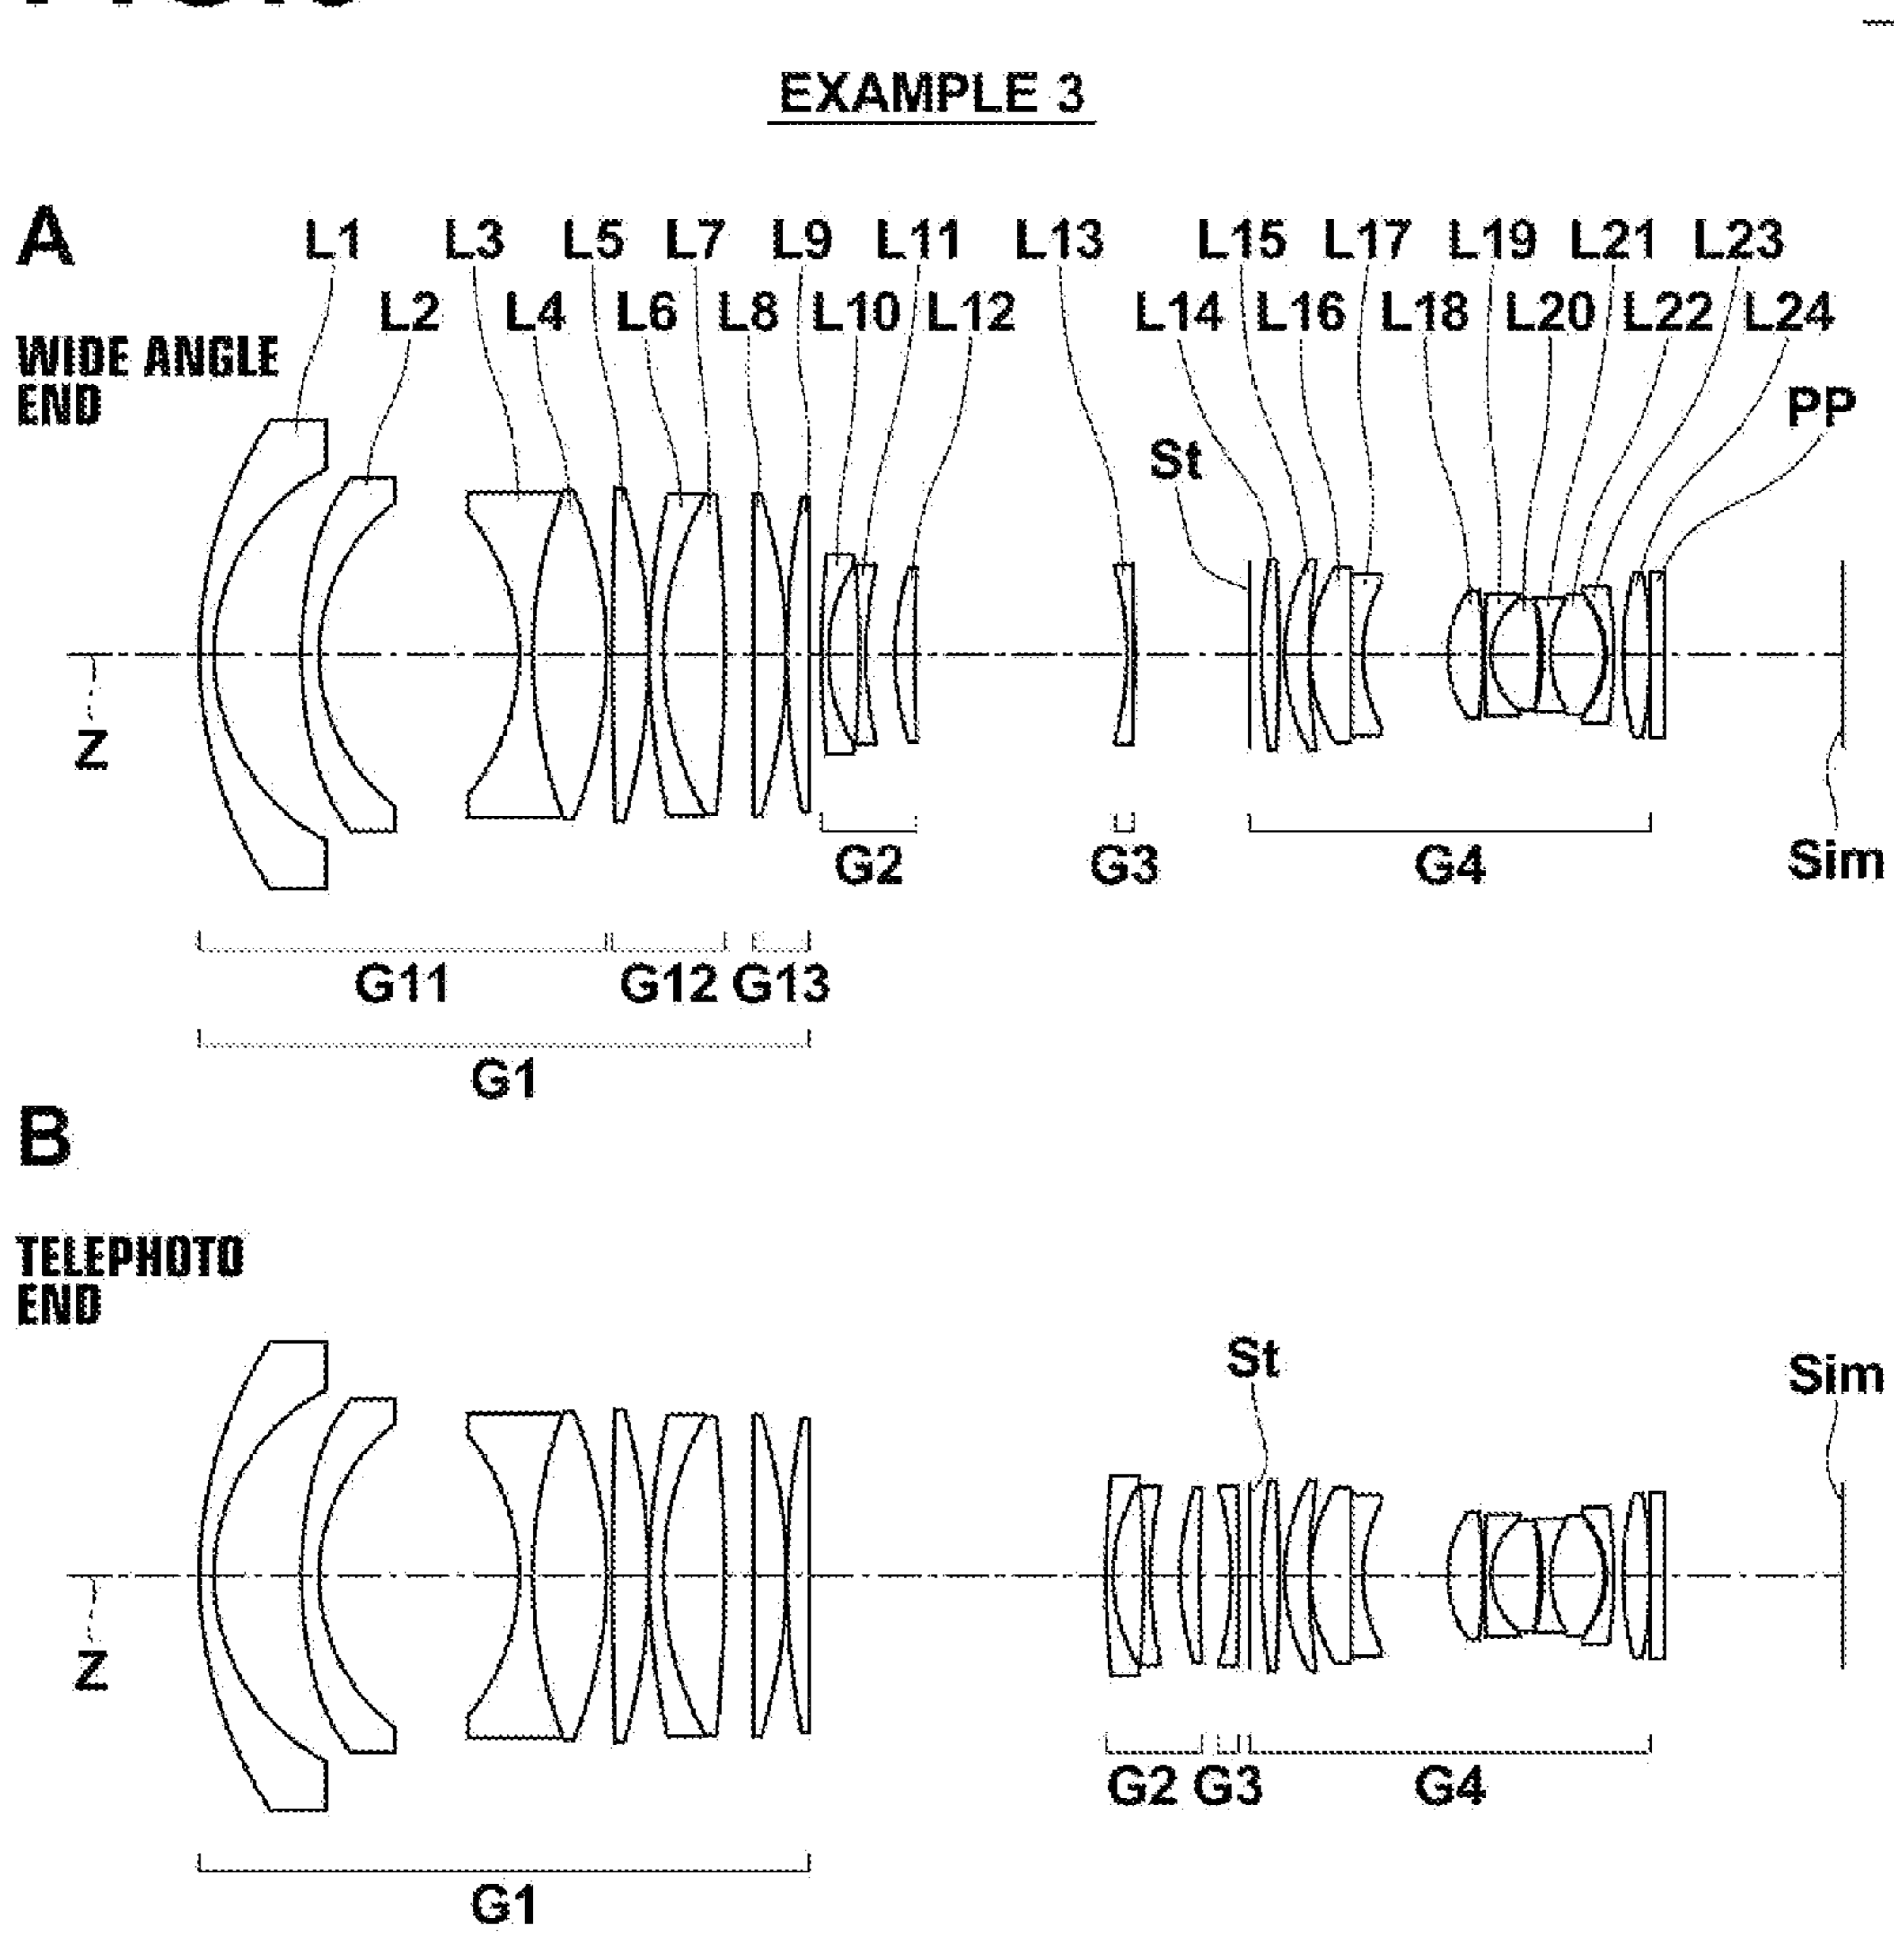 EXAMPLE 3
A
L1 L3 L5 L7 L9 L11 L13 L15 L17 L19 L21 L23
L2 L4 L6 L8 L10 L12 L14 L16 L18 L20 L22 L24
WIDE ANGLE
END
PP
St
Z
G2 G3 G4 Sim
G11 G12 G13
G1
B
TELEPHOTO
END
St Sim
Z
G2 G3 G4
G1